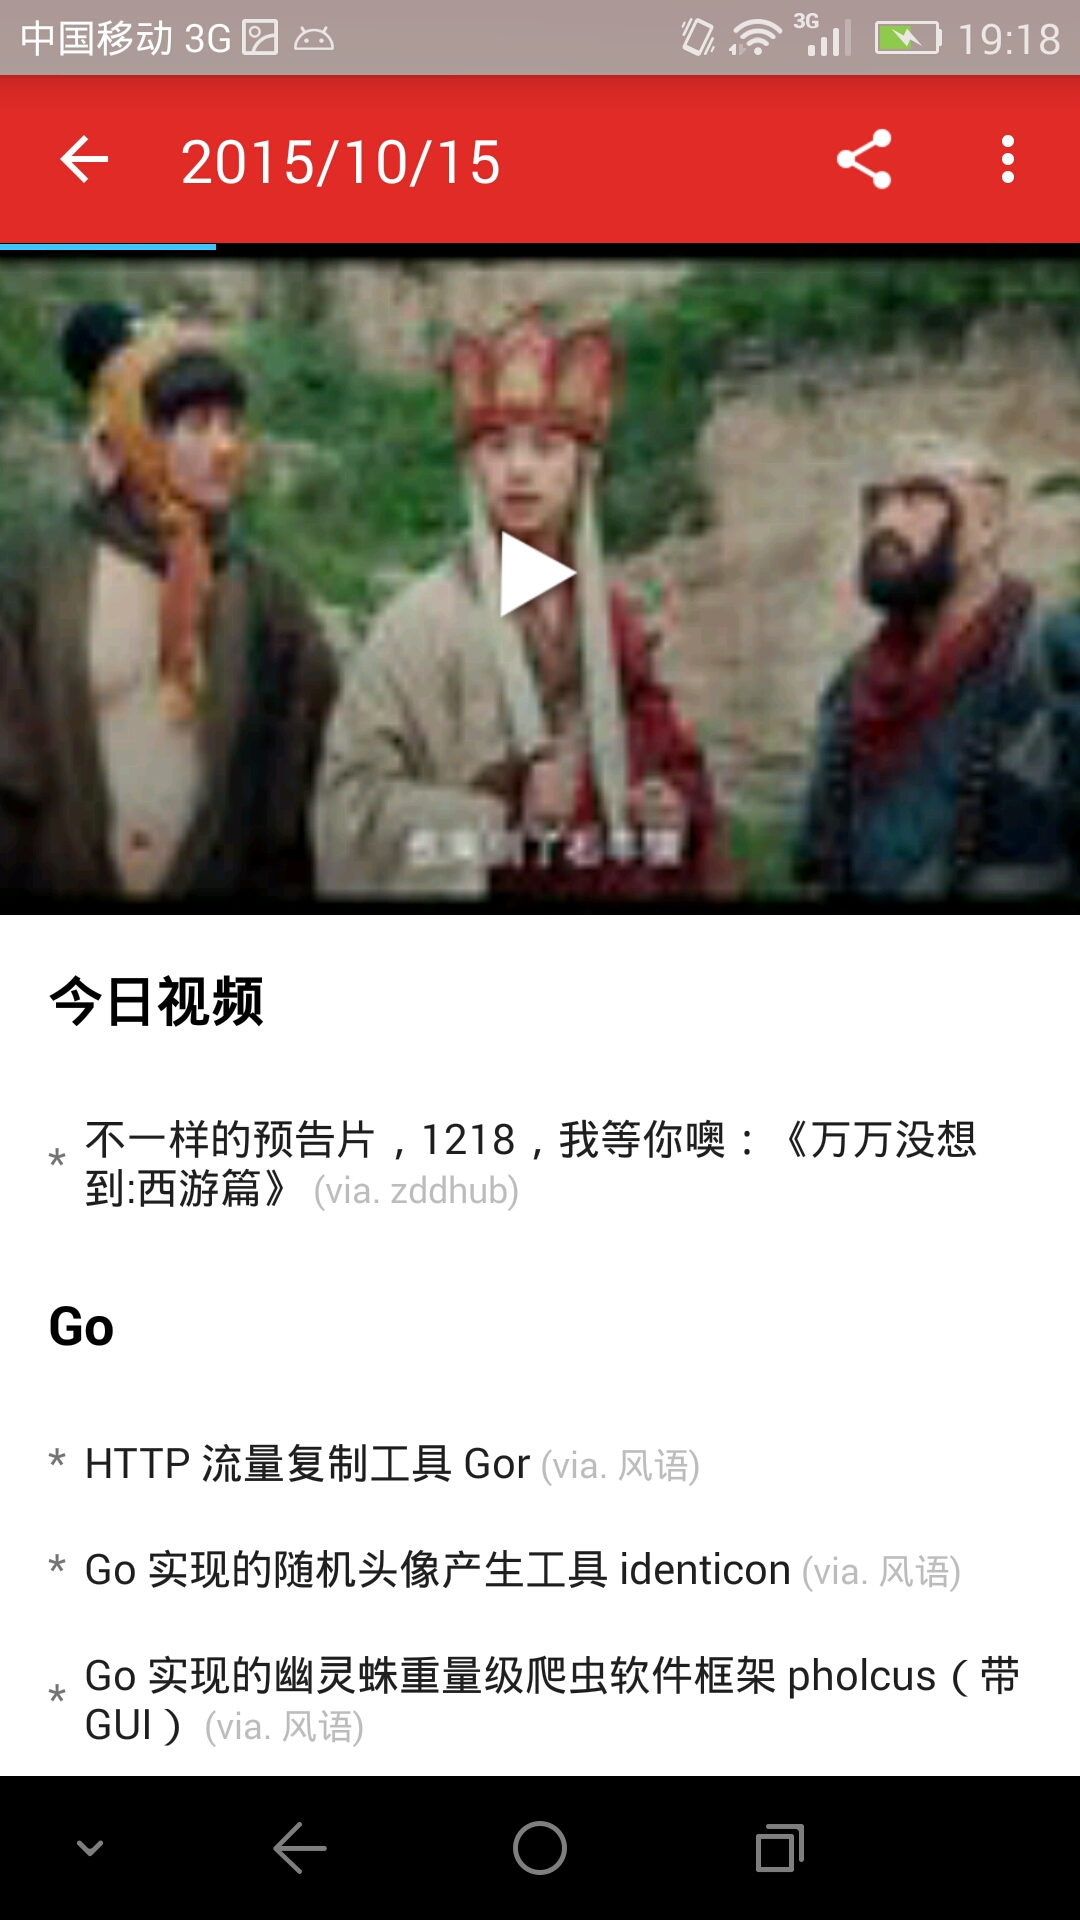 中国移动 3G
3G
19:18
2015/10/15
今日视频
* 不一样的预告片，1218，我等你噢：《万万没想
到:西游篇》 (via. zddhub)
Go
* HTTP 流量复制工具 Gor (via. 风语)
* Go 实现的随机头像产生工具 identicon (via. 风语)
* Go 实现的幽灵蛛重量级爬虫软件框架 pholcus（带
GUI） (via. 风语)